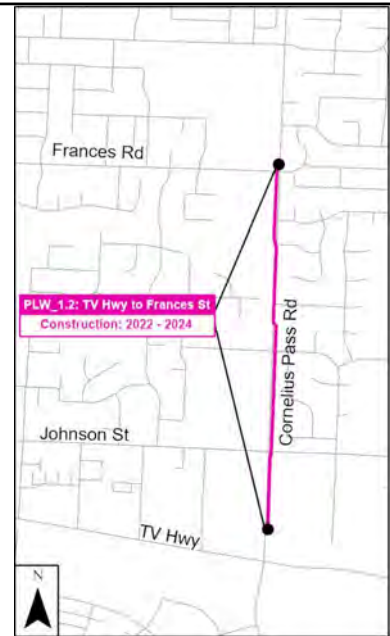 Frances Rd
PLW_1.2: TV Hwy to Frances St
Construction: 2022 - 2024
Cornelius Pass Rd
Johnson St
TV Hwy
N